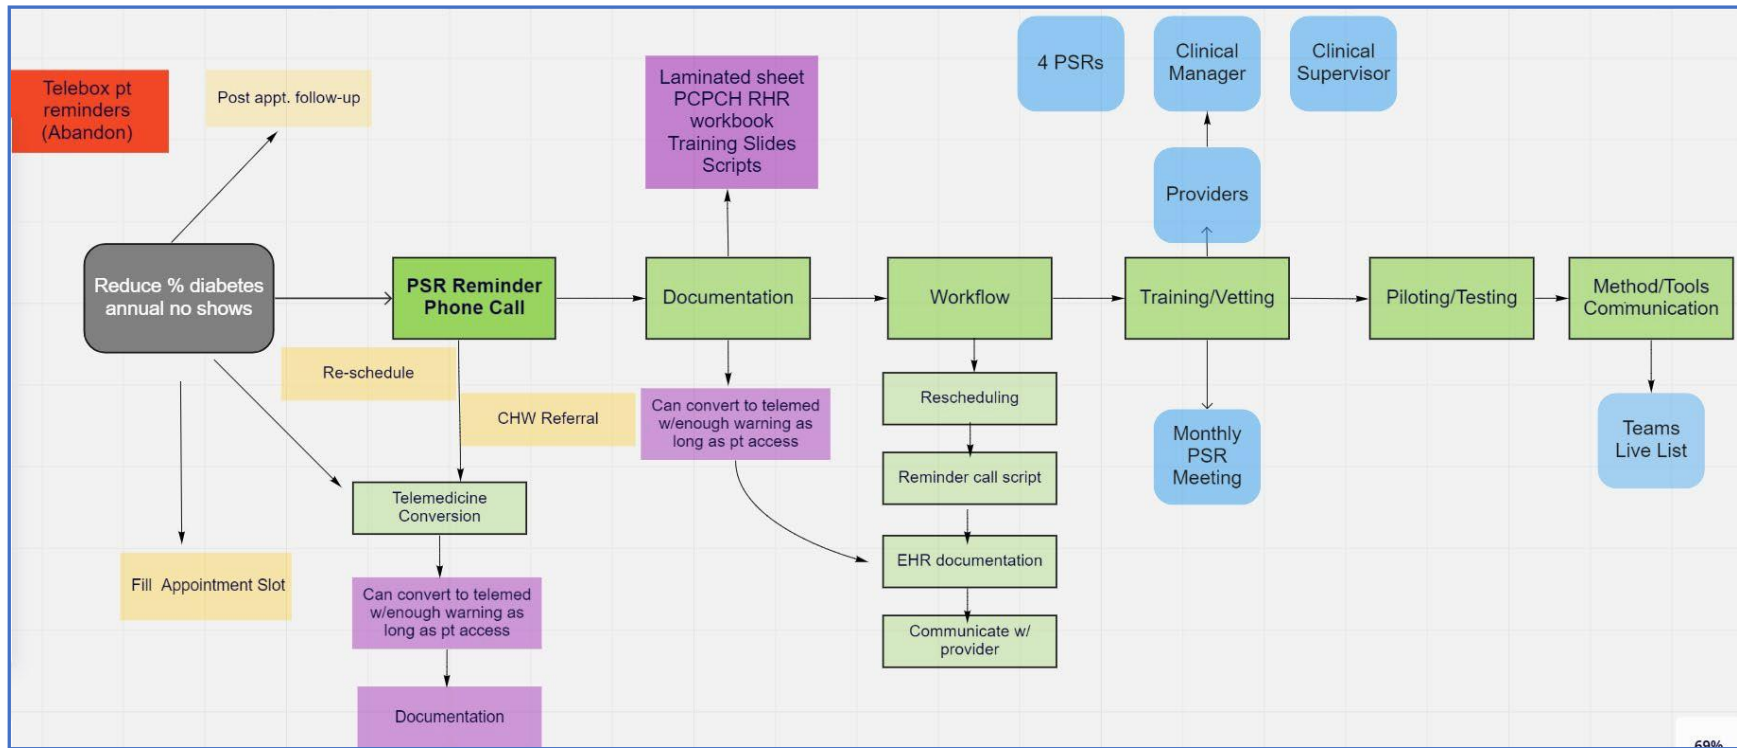 Telebox pt
reminders
(Abandon)
Post appt. follow-up
Laminated sheet
PCPCH RHR
workbook
Training Slides
Scripts
4 PSRs
Clinical
Manager
Clinical
Supervisor
Providers
Reduce % diabetes
annual no shows
PSR Reminder
Phone Call
Documentation
Workflow
Training/Vetting
Piloting/Testing
Method/Tools
Communication
Re-schedule
CHW Referral
Can convert to telemed
w/enough warning as
long as pt access
Rescheduling
Monthly
PSR
Meeting
Teams
Live List
Reminder call script
Telemedicine
Conversion
EHR documentation
Fill Appointment Slot
Can convert to telemed
w/enough warning as
long as pt access
Communicate w/
provider
Documentation
69%